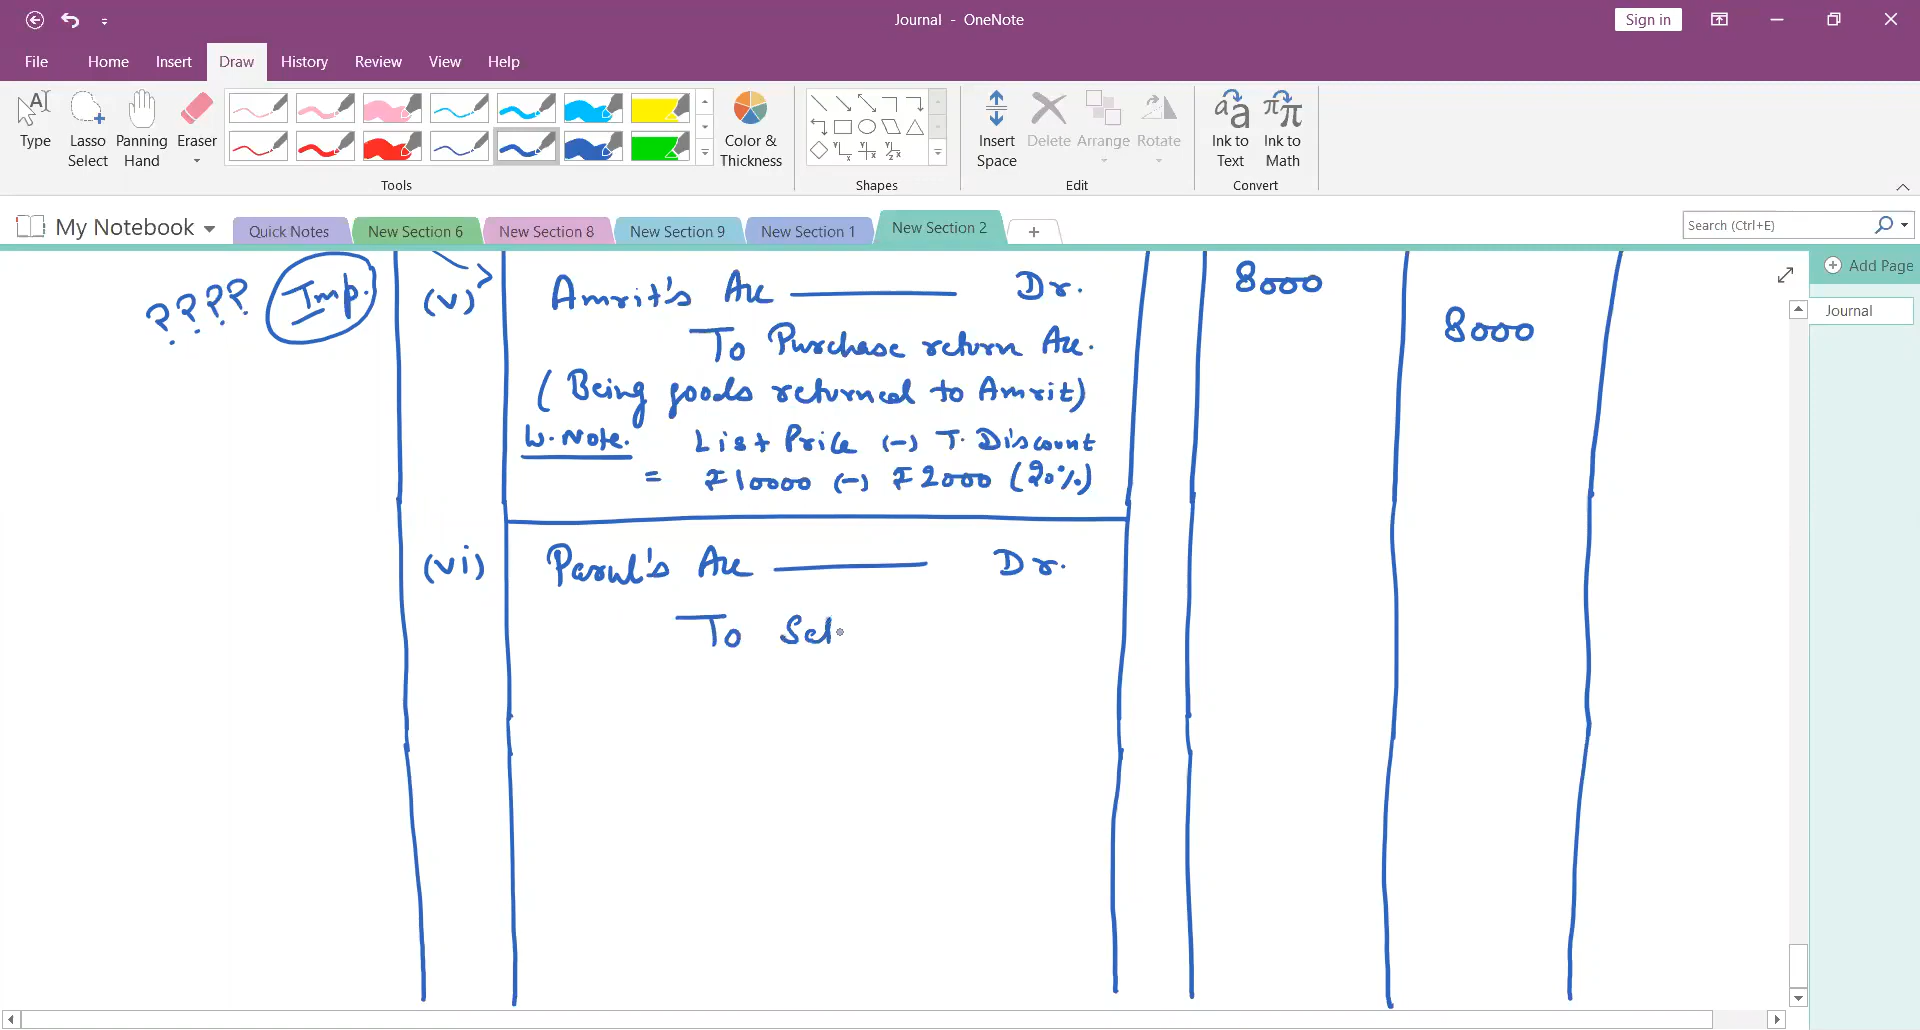 Journal - OneNote
Sign in
File Home Insert Draw History Review View Help
Type
Lasso Select
Panning Hand
Eraser
Color & Thickness
Insert Space
Delete
Arrange
Rotate
Ink to Text
Ink to Math
Tools
Shapes
Edit
Convert
My Notebook
Quick Notes
New Section 6
New Section 8
New Section 9
New Section 1
New Section 2
Search (Ctrl+E)
Add Page
Journal
???? Imp. (v) Amrit's A/c Dr. 8000
To Purchase return A/c. 8000
(Being goods returned to Amrit)
W. Note. List Price (-) T. Discount
= ₹10000 (-) ₹2000 (20%)
(vi) Parul's A/c Dr.
To Sal